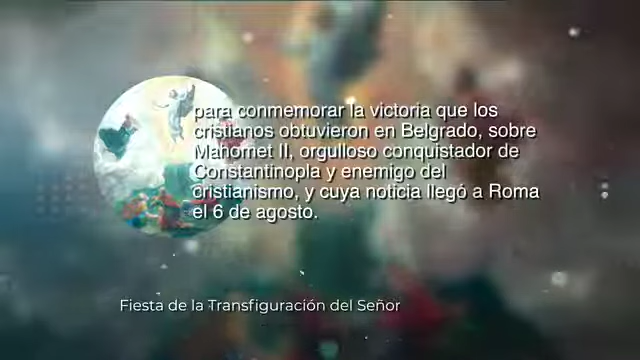 para conmemorar la victoria que los
cristianos obtuvieron en Belgrado, sobre
Mahomet II, orgulloso conquistador de
Constantinopla y enemigo del
cristianismo, y cuya noticia llegó a Roma
el 6 de agosto.
Fiesta de la Transfiguración del Señor